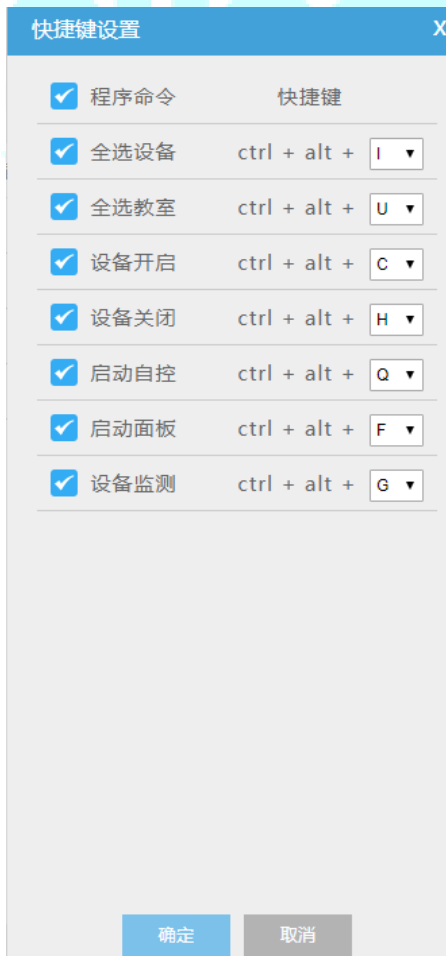 快捷键设置 X
程序命令 快捷键
全选设备 ctrl + alt + I
全选教室 ctrl + alt + U
设备开启 ctrl + alt + C
设备关闭 ctrl + alt + H
启动自控 ctrl + alt + Q
启动面板 ctrl + alt + F
设备监测 ctrl + alt + G
确定 取消